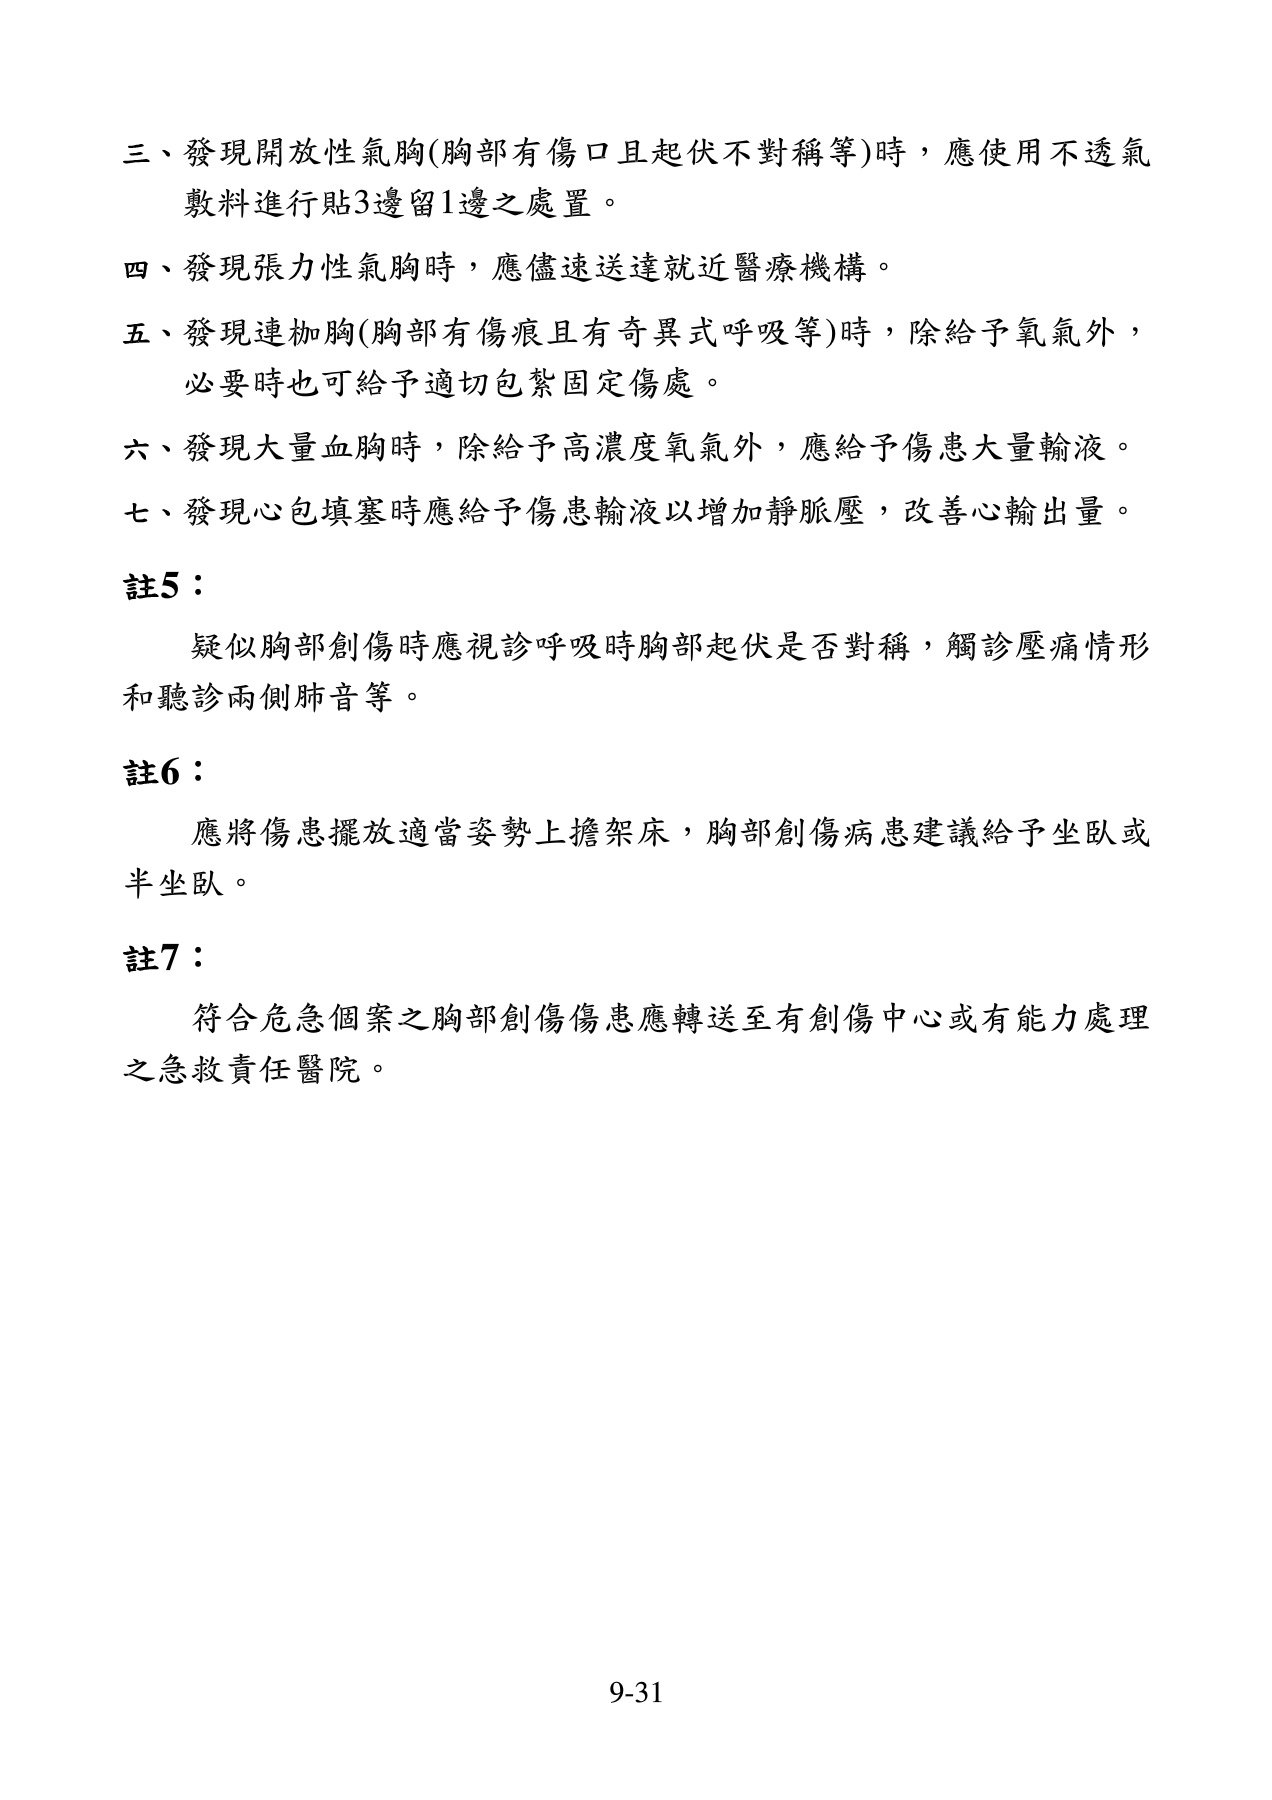 三、發現開放性氣胸(胸部有傷口且起伏不對稱等)時，應使用不透氣
敷料進行貼3邊留1邊之處置。
四、發現張力性氣胸時，應儘速送達就近醫療機構。
五、發現連枷胸(胸部有傷痕且有奇異式呼吸等)時，除給予氧氣外，
必要時也可給予適切包紮固定傷處。
六、發現大量血胸時，除給予高濃度氧氣外，應給予傷患大量輸液。
七、發現心包填塞時應給予傷患輸液以增加靜脈壓，改善心輸出量。
註5：
疑似胸部創傷時應視診呼吸時胸部起伏是否對稱，觸診壓痛情形
和聽診兩側肺音等。
註6：
應將傷患擺放適當姿勢上擔架床，胸部創傷病患建議給予坐臥或
半坐臥。
註7：
符合危急個案之胸部創傷傷患應轉送至有創傷中心或有能力處理
之急救責任醫院。
9-31